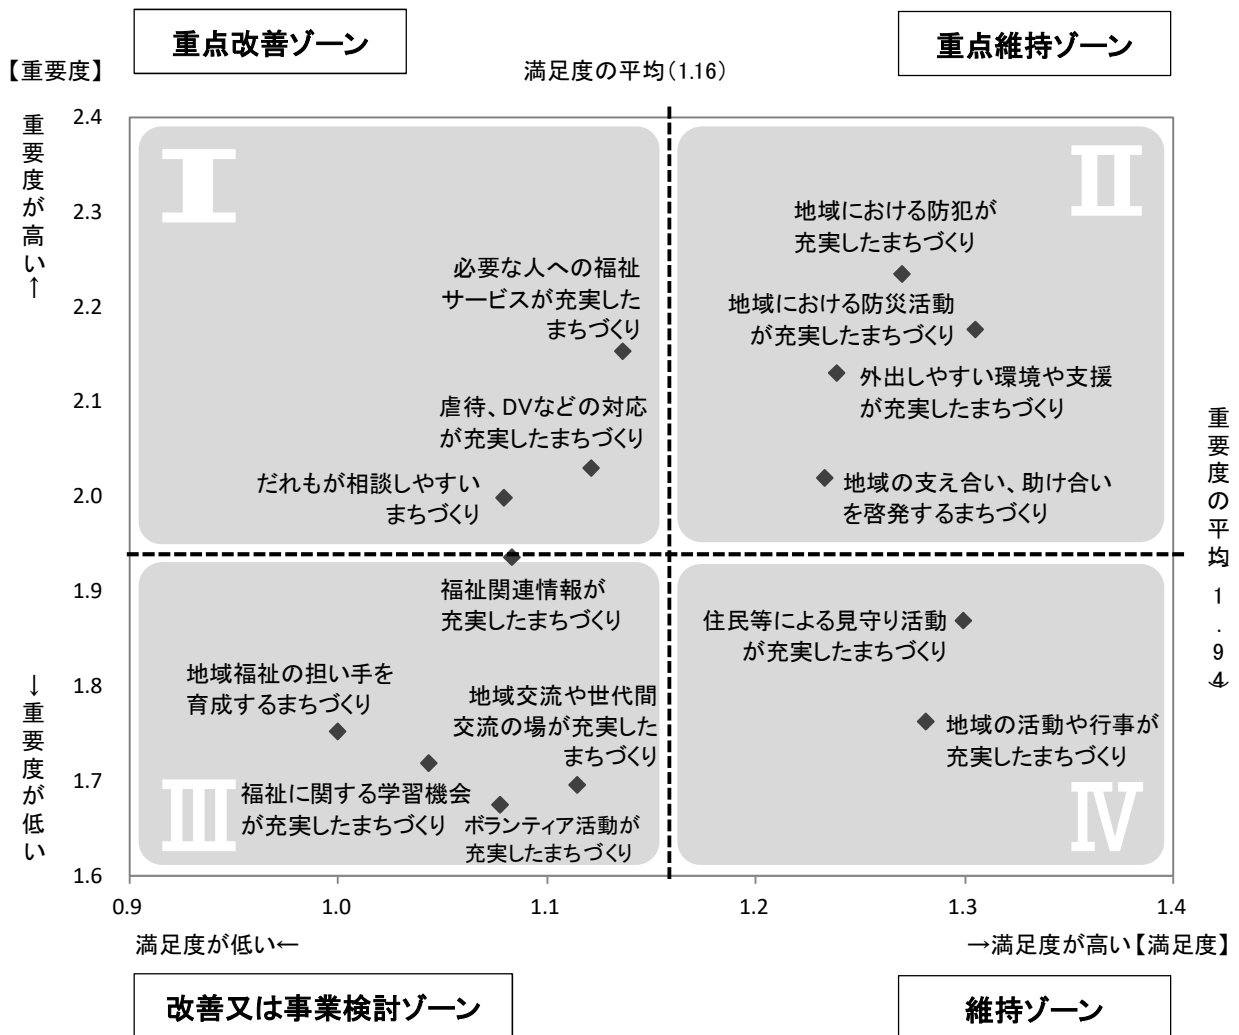 重点改善ゾーン
重点維持ゾーン
【重要度】
満足度の平均(1.16)
重要度が高い→
↓重要度が低い
2.4
2.3
2.2
2.1
2.0
1.9
1.8
1.7
1.6
Ⅰ
Ⅱ
地域における防犯が
充実したまちづくり
必要な人への福祉
サービスが充実した
まちづくり
地域における防災活動
が充実したまちづくり
外出しやすい環境や支援
が充実したまちづくり
虐待、DVなどの対応
が充実したまちづくり
だれもが相談しやすい
まちづくり
地域の支え合い、助け合い
を啓発するまちづくり
重要度の平均(1.94)
福祉関連情報が
充実したまちづくり
住民等による見守り活動
が充実したまちづくり
地域福祉の担い手を
育成するまちづくり
地域交流や世代間
交流の場が充実した
まちづくり
地域の活動や行事が
充実したまちづくり
Ⅲ
福祉に関する学習機会
が充実したまちづくり
ボランティア活動が
充実したまちづくり
Ⅳ
0.9
1.0
1.1
1.2
1.3
1.4
満足度が低い←
→満足度が高い【満足度】
改善又は事業検討ゾーン
維持ゾーン